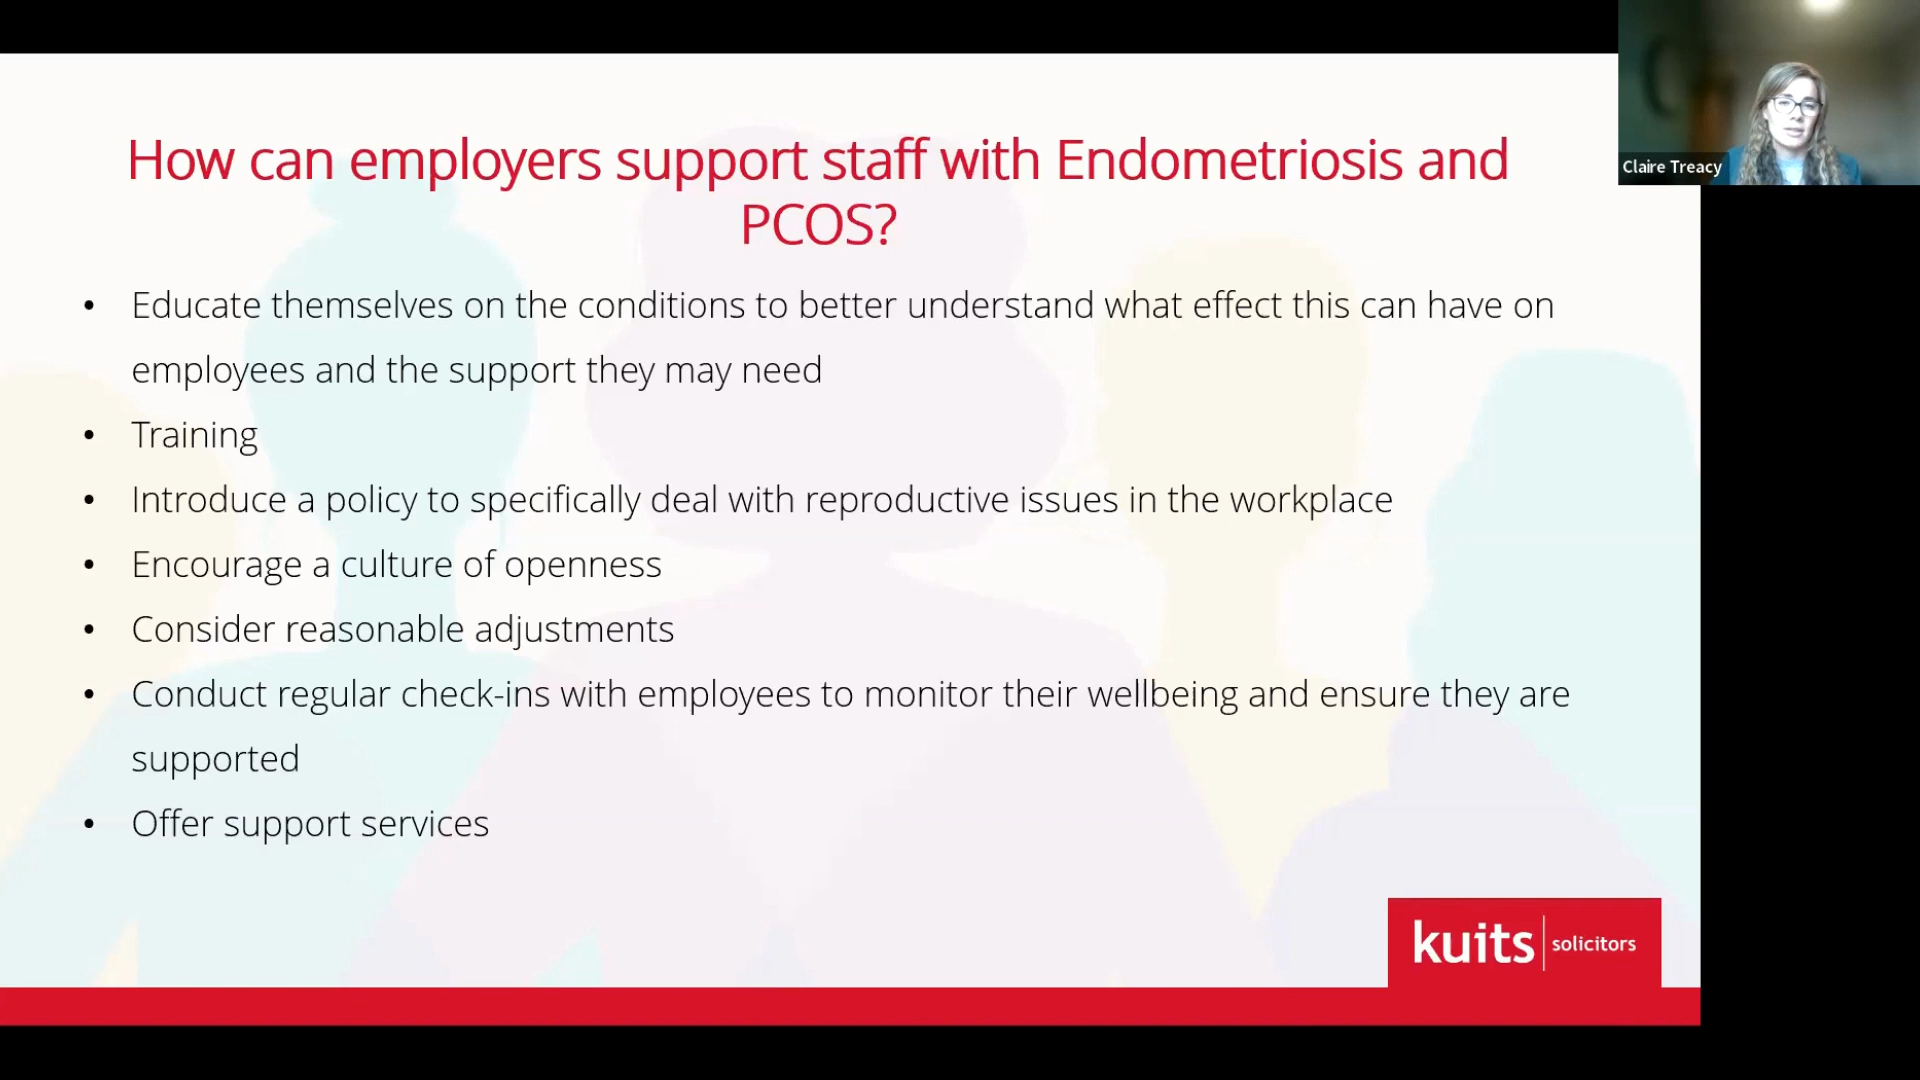 How can employers support staff with Endometriosis and
PCOS?
• Educate themselves on the conditions to better understand what effect this can have on
employees and the support they may need
• Training
• Introduce a policy to specifically deal with reproductive issues in the workplace
• Encourage a culture of openness
• Consider reasonable adjustments
• Conduct regular check-ins with employees to monitor their wellbeing and ensure they are
supported
• Offer support services
kuits solicitors
Claire Treacy